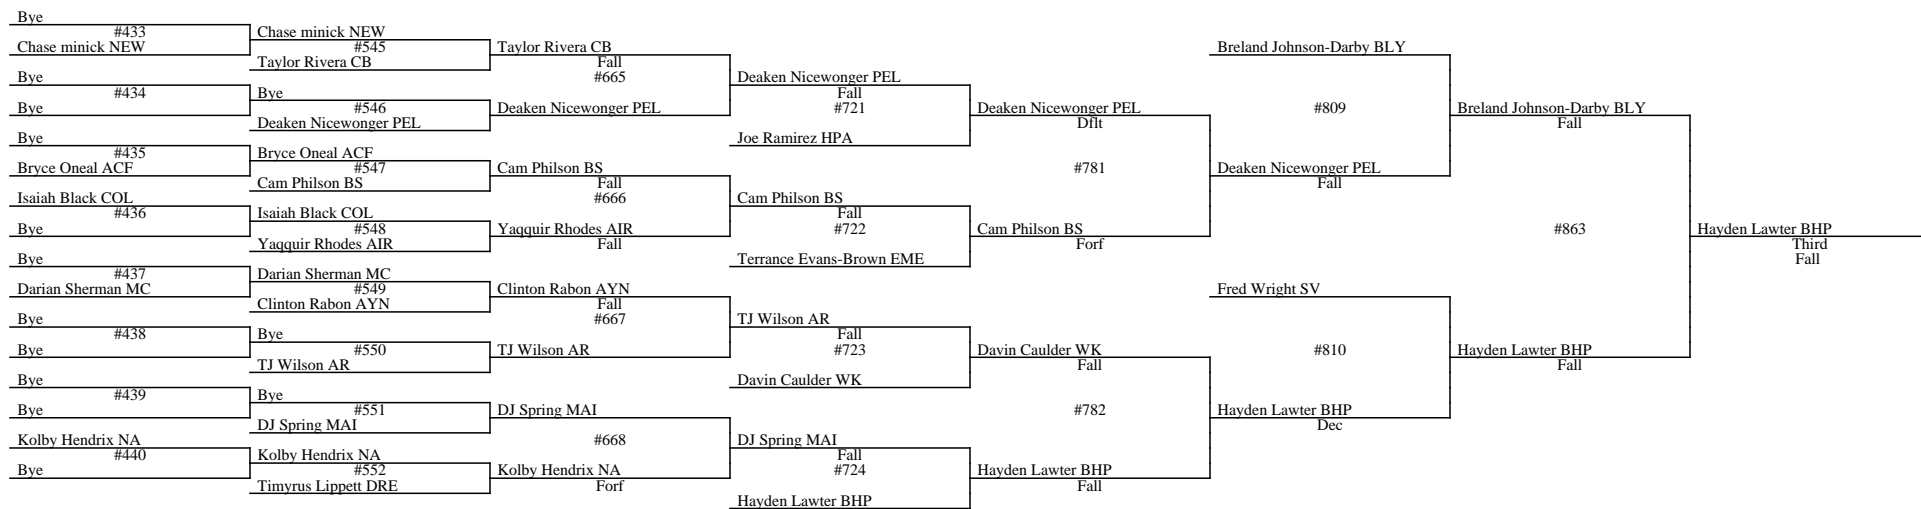 Bye
#433
Chase minick NEW
Bye
#434
Bye
Bye
#435
Bryce Oneal ACF
Isaiah Black COL
#436
Bye
Bye
#437
Darian Sherman MC
Bye
#438
Bye
Bye
#439
Bye
Kolby Hendrix NA
#440
Bye
Chase minick NEW
#545
Taylor Rivera CB
Bye
#546
Deaken Nicewonger PEL
Bryce Oneal ACF
#547
Cam Philson BS
Isaiah Black COL
#548
Yaqquir Rhodes AIR
Darian Sherman MC
#549
Clinton Rabon AYN
Bye
#550
TJ Wilson AR
Bye
#551
DJ Spring MAI
Kolby Hendrix NA
#552
Timyrus Lippett DRE
Taylor Rivera CB
Fall
#665
Deaken Nicewonger PEL
Cam Philson BS
Fall
#666
Yaqquir Rhodes AIR
Fall
Clinton Rabon AYN
Fall
#667
TJ Wilson AR
DJ Spring MAI
#668
Kolby Hendrix NA
Forf
Deaken Nicewonger PEL
Fall
#721
Joe Ramirez HPA
Cam Philson BS
Fall
#722
Terrance Evans-Brown EME
TJ Wilson AR
Fall
#723
Davin Caulder WK
DJ Spring MAI
Fall
#724
Hayden Lawter BHP
Deaken Nicewonger PEL
Dflt
#781
Cam Philson BS
Forf
Davin Caulder WK
Fall
#782
Hayden Lawter BHP
Fall
Breland Johnson-Darby BLY
#809
Deaken Nicewonger PEL
Fall
Fred Wright SV
#810
Hayden Lawter BHP
Dec
Breland Johnson-Darby BLY
Fall
#863
Hayden Lawter BHP
Fall
Hayden Lawter BHP
Third
Fall